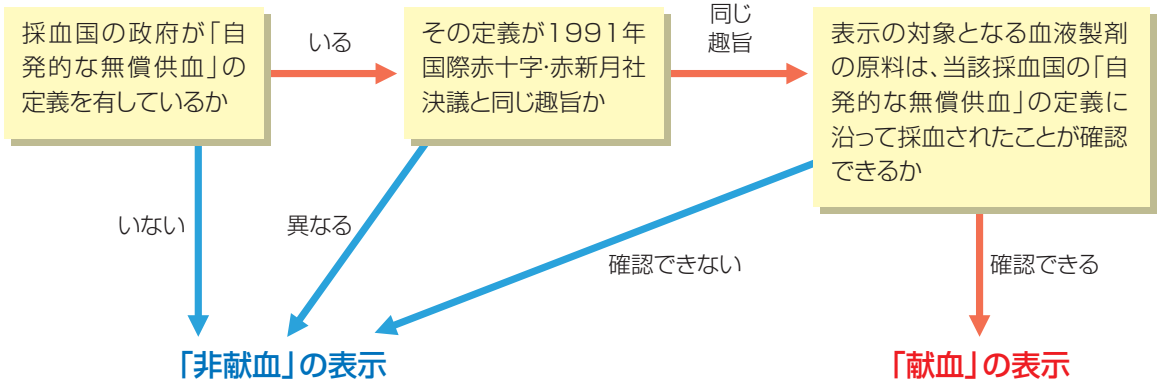 採血国の政府が「自
発的な無償供血」の
定義を有しているか
いる
その定義が1991年
国際赤十字・赤新月社
決議と同じ趣旨か
同じ
趣旨
表示の対象となる血液製剤
の原料は、当該採血国の「自
発的な無償供血」の定義に
沿って採血されたことが確認
できるか
いない
異なる
確認できない
確認できる
「非献血」の表示
「献血」の表示